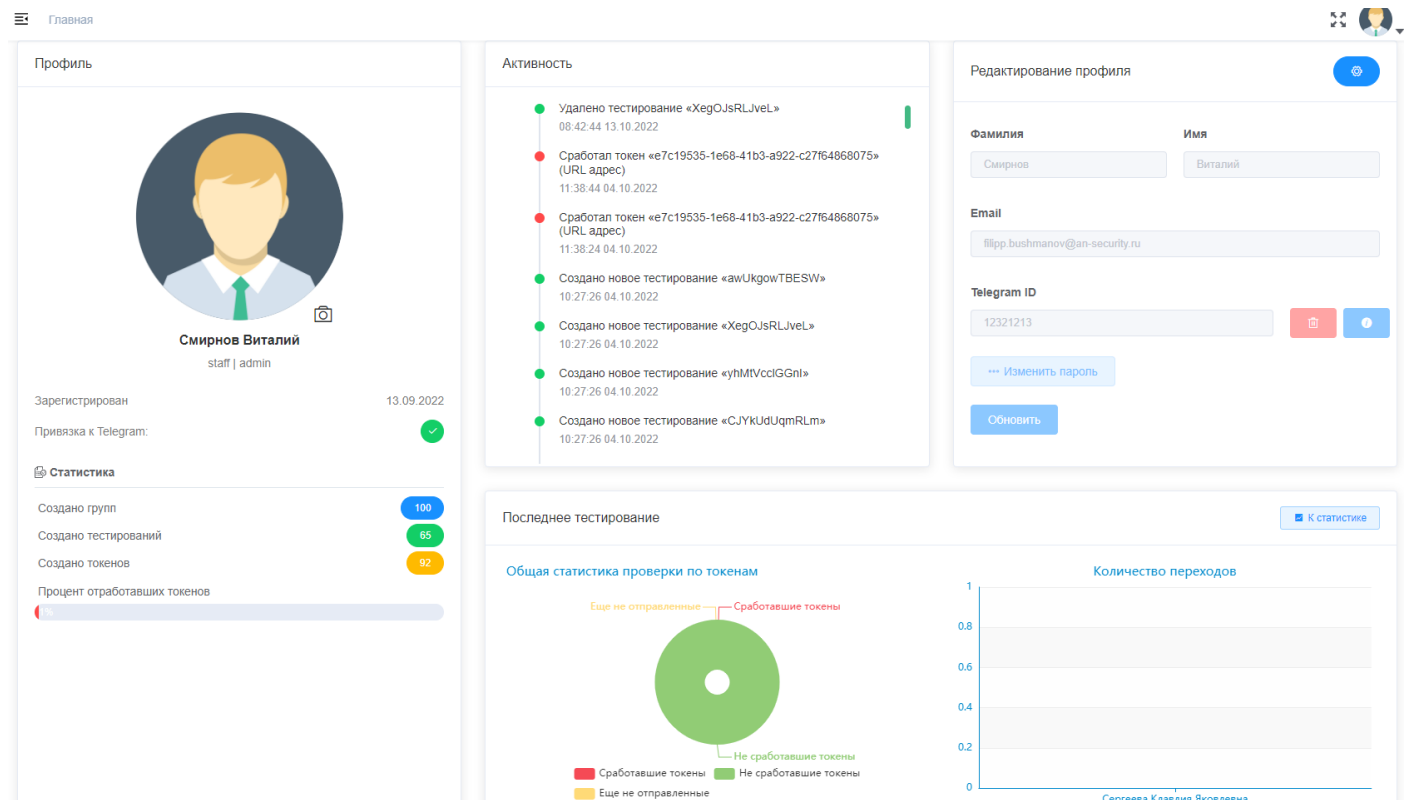 Главная
Профиль
Смирнов Виталий
staff | admin
Зарегистрирован 13.09.2022
Привязка к Telegram:
Статистика
Создано групп 100
Создано тестирований 65
Создано токенов 92
Процент отработавших токенов
1%
Активность
Удалено тестирование «XegOJsRLJveL»
08:42:44 13.10.2022
Сработал токен «e7c19535-1e68-41b3-a922-c27f64868075»
(URL адрес)
11:38:44 04.10.2022
Сработал токен «e7c19535-1e68-41b3-a922-c27f64868075»
(URL адрес)
11:38:24 04.10.2022
Создано новое тестирование «awUkgowTBESW»
10:27:26 04.10.2022
Создано новое тестирование «XegOJsRLJveL»
10:27:26 04.10.2022
Создано новое тестирование «yhMtVcclGGnl»
10:27:26 04.10.2022
Создано новое тестирование «CJYkUdUqmRLm»
10:27:26 04.10.2022
Редактирование профиля
Фамилия Имя
Смирнов Виталий
Email
filipp.bushmanov@an-security.ru
Telegram ID
12321213
Изменить пароль
Обновить
Последнее тестирование
К статистике
Общая статистика проверки по токенам
Еще не отправленные Сработавшие токены
Не сработавшие токены
Сработавшие токены Не сработавшие токены
Еще не отправленные
Количество переходов
1
0.8
0.6
0.4
0.2
0
Сергеева Клавдия Яковлевна